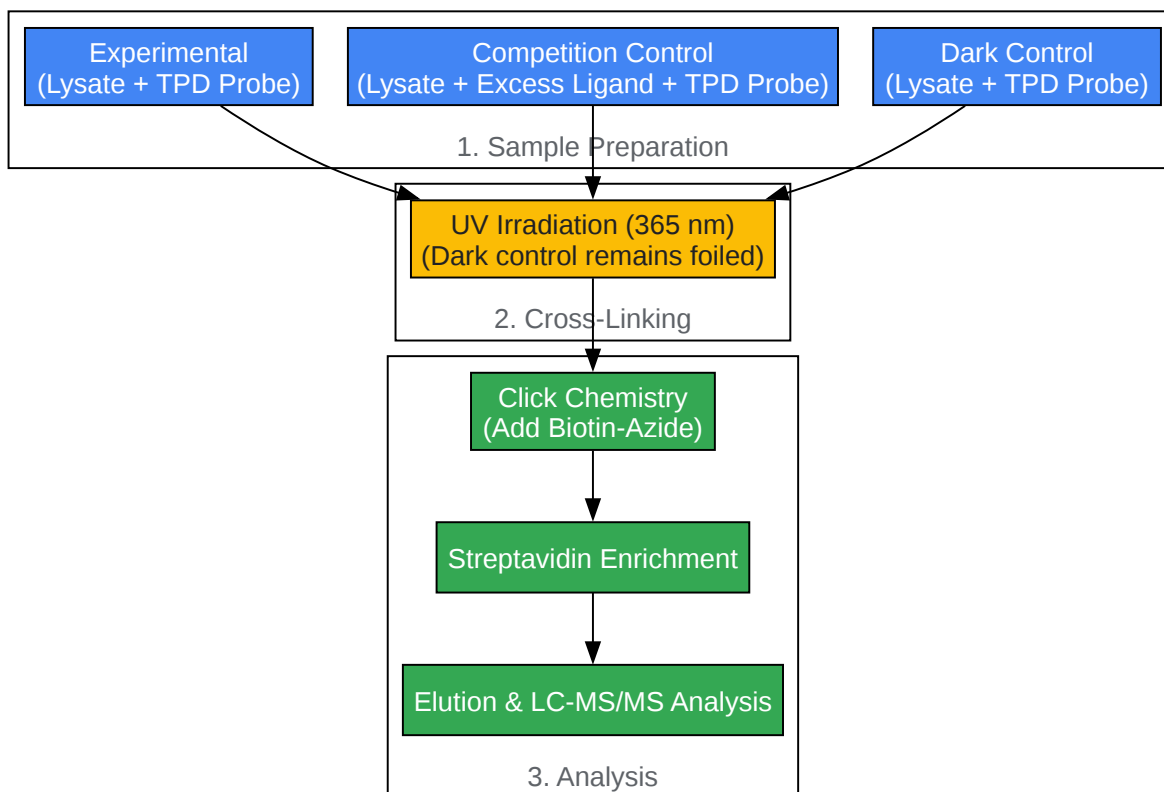 Experimental
(Lysate + TPD Probe)
Competition Control
(Lysate + Excess Ligand + TPD Probe)
Dark Control
(Lysate + TPD Probe)
1. Sample Preparation
UV Irradiation (365 nm)
(Dark control remains foiled)
2. Cross-Linking
Click Chemistry
(Add Biotin-Azide)
Streptavidin Enrichment
Elution & LC-MS/MS Analysis
3. Analysis